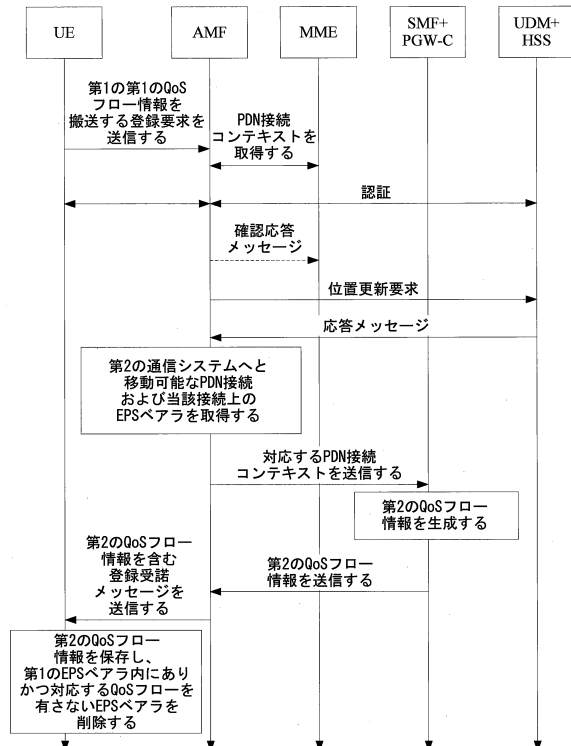 UE
AMF
MME
SMF+
PGW-C
UDM+
HSS
第1の第1のQoS
フロー情報を
搬送する登録要求を
送信する
PDN接続
コンテキストを
取得する
認証
確認応答
メッセージ
位置更新要求
応答メッセージ
第2の通信システムへと
移動可能なPDN接続
および当該接続上の
EPSベアラを取得する
対応するPDN接続
コンテキストを送信する
第2のQoSフロー
情報を生成する
第2のQoSフロー
情報を送信する
第2のQoSフロー
情報を含む
登録受諾
メッセージを
送信する
第2のQoSフロー
情報を保存し、
第1のEPSベアラ内にあり
かつ対応するQoSフローを
有さないEPSベアラを
削除する